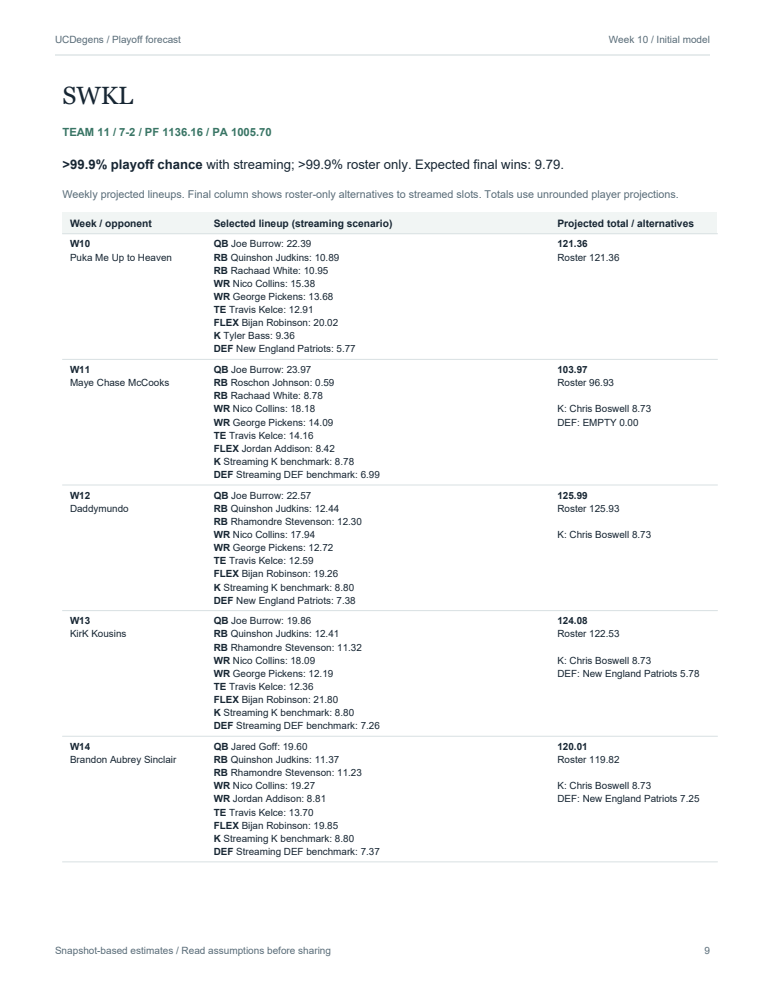 UCDegens / Playoff forecast
Week 10 / Initial model
SWKL
TEAM 11 / 7-2 / PF 1136.16 / PA 1005.70
>99.9% playoff chance with streaming; >99.9% roster only. Expected final wins: 9.79.
Weekly projected lineups. Final column shows roster-only alternatives to streamed slots. Totals use unrounded player projections.
Week / opponent
Selected lineup (streaming scenario)
Projected total / alternatives
W10
Puka Me Up to Heaven
QB Joe Burrow: 22.39
RB Quinshon Judkins: 10.89
RB Rachaad White: 10.95
WR Nico Collins: 15.38
WR George Pickens: 13.68
TE Travis Kelce: 12.91
FLEX Bijan Robinson: 20.02
K Tyler Bass: 9.36
DEF New England Patriots: 5.77
121.36
Roster 121.36
W11
Maye Chase McCooks
QB Joe Burrow: 23.97
RB Roschon Johnson: 0.59
RB Rachaad White: 8.78
WR Nico Collins: 18.18
WR George Pickens: 14.09
TE Travis Kelce: 14.16
FLEX Jordan Addison: 8.42
K Streaming K benchmark: 8.78
DEF Streaming DEF benchmark: 6.99
103.97
Roster 96.93
K: Chris Boswell 8.73
DEF: EMPTY 0.00
W12
Daddymundo
QB Joe Burrow: 22.57
RB Quinshon Judkins: 12.44
RB Rhamondre Stevenson: 12.30
WR Nico Collins: 17.94
WR George Pickens: 12.72
TE Travis Kelce: 12.59
FLEX Bijan Robinson: 19.26
K Streaming K benchmark: 8.80
DEF New England Patriots: 7.38
125.99
Roster 125.93
K: Chris Boswell 8.73
W13
KirK Kousins
QB Joe Burrow: 19.86
RB Quinshon Judkins: 12.41
RB Rhamondre Stevenson: 11.32
WR Nico Collins: 18.09
WR George Pickens: 12.19
TE Travis Kelce: 12.36
FLEX Bijan Robinson: 21.80
K Streaming K benchmark: 8.80
DEF Streaming DEF benchmark: 7.26
124.08
Roster 122.53
K: Chris Boswell 8.73
DEF: New England Patriots 5.78
W14
Brandon Aubrey Sinclair
QB Jared Goff: 19.60
RB Quinshon Judkins: 11.37
RB Rhamondre Stevenson: 11.23
WR Nico Collins: 19.27
WR Jordan Addison: 8.81
TE Travis Kelce: 13.70
FLEX Bijan Robinson: 19.85
K Streaming K benchmark: 8.80
DEF Streaming DEF benchmark: 7.37
120.01
Roster 119.82
K: Chris Boswell 8.73
DEF: New England Patriots 7.25
Snapshot-based estimates / Read assumptions before sharing
9